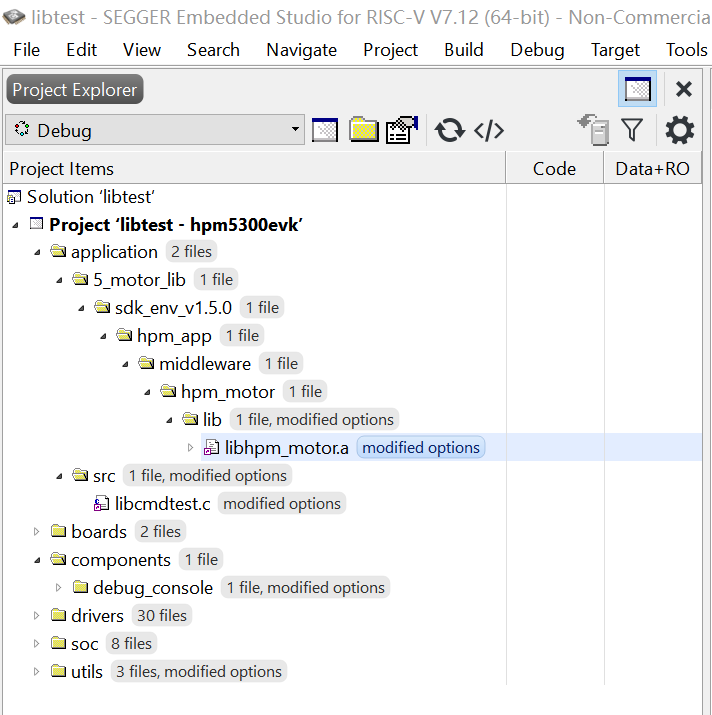 libtest - SEGGER Embedded Studio for RISC-V V7.12 (64-bit) - Non-Commercia
File Edit View Search Navigate Project Build Debug Target Tools
Project Explorer
Debug
Project Items Code Data+RO
Solution ‘libtest’
Project ‘libtest - hpm5300evk’
application 2 files
5_motor_lib 1 file
sdk_env_v1.5.0 1 file
hpm_app 1 file
middleware 1 file
hpm_motor 1 file
lib 1 file, modified options
libhpm_motor.a modified options
src 1 file, modified options
libcmdtest.c modified options
boards 2 files
components 1 file
debug_console 1 file, modified options
drivers 30 files
soc 8 files
utils 3 files, modified options